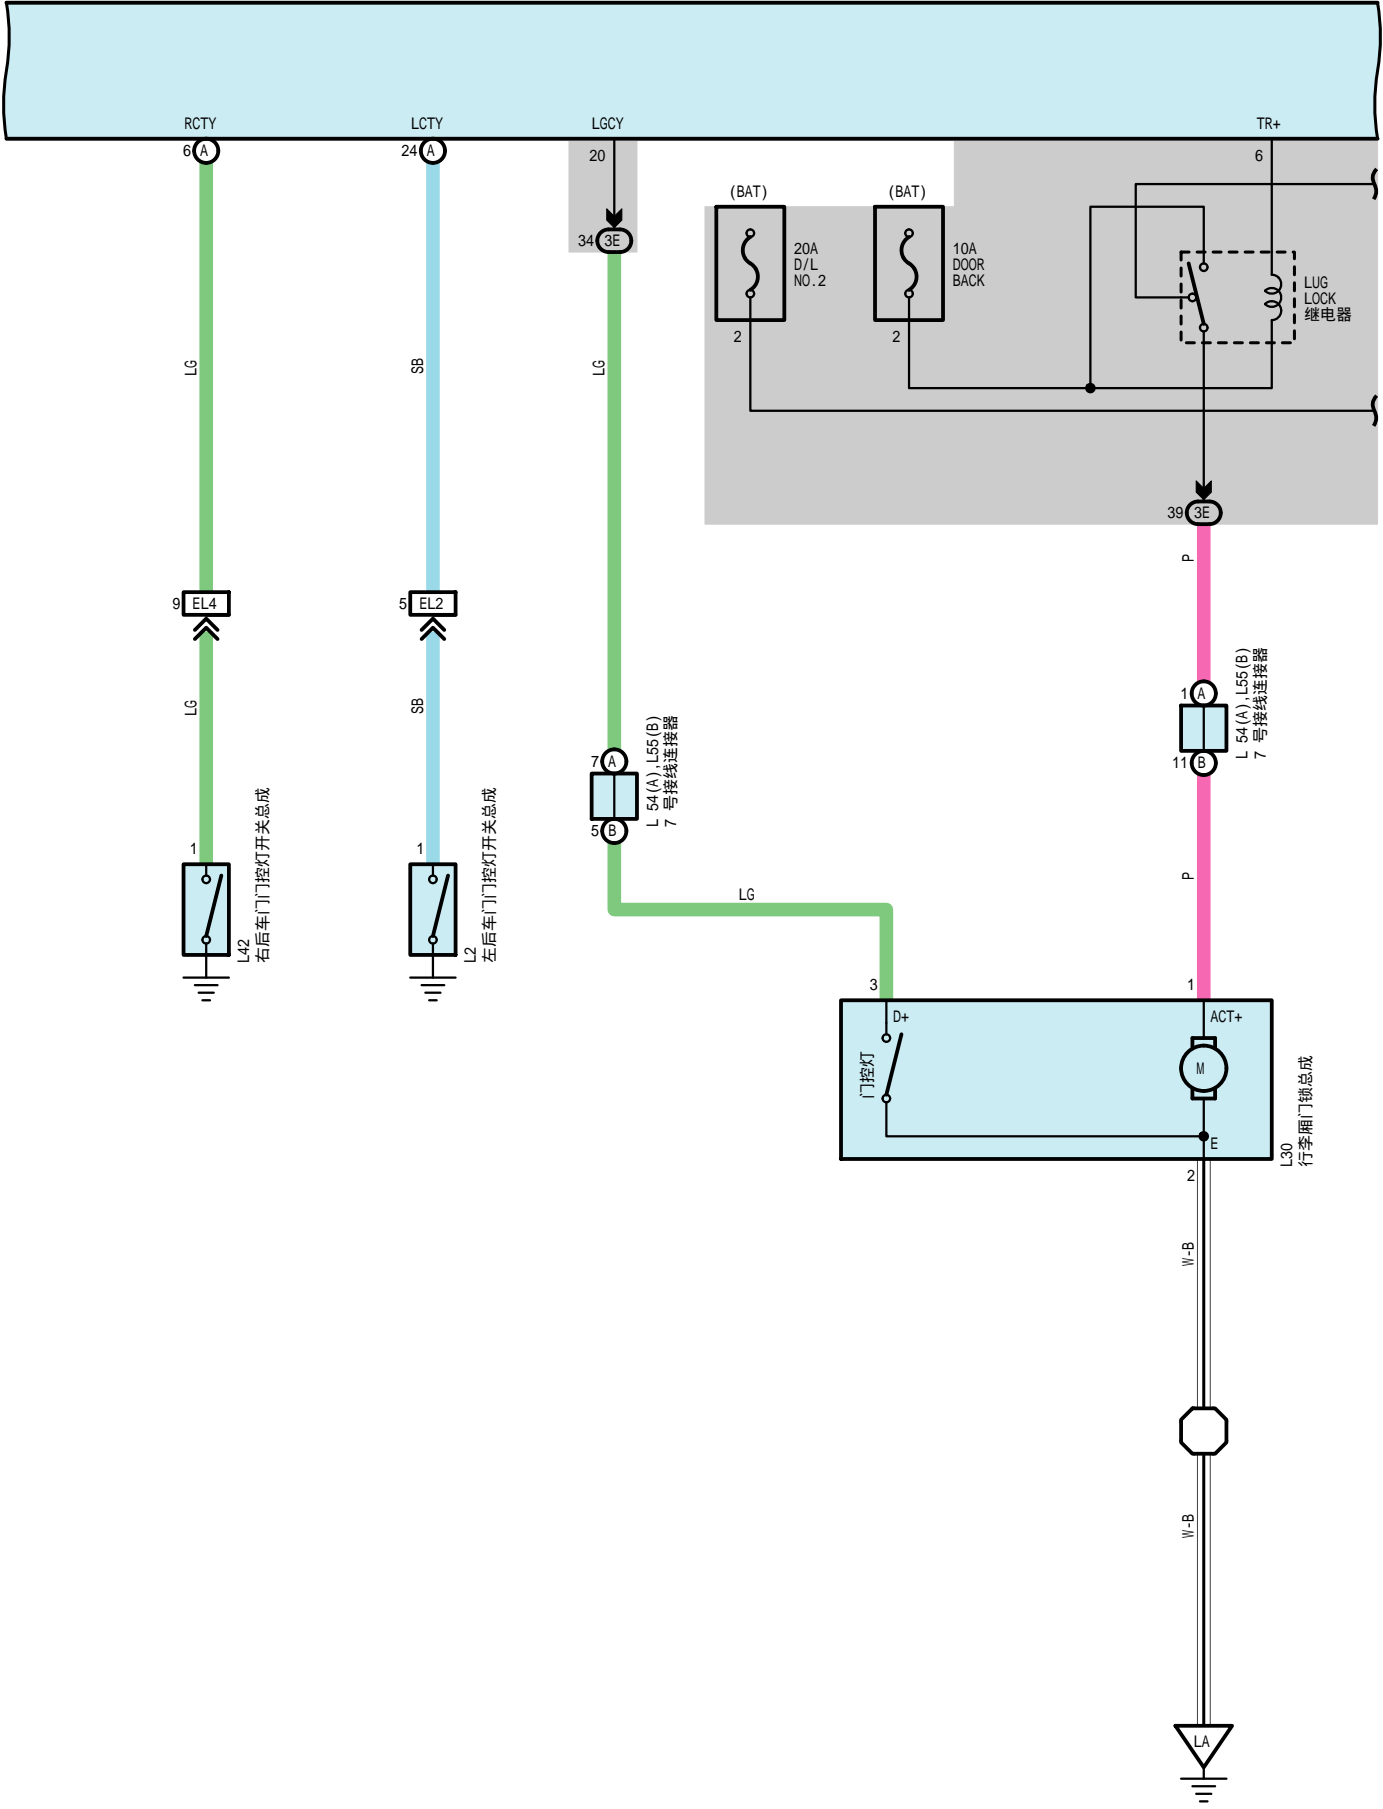 RCTY
LCTY
LGCY
TR+
6 A
24 A
20
6
34 3E
(BAT)
(BAT)
20A
D/L
NO.2
10A
DOOR
BACK
LUG
LOCK
继电器
2
2
LG
SB
LG
39 3E
P
9 EL4
5 EL2
LG
SB
1 A
11 B
L 54(A),L55(B)
7 号接线连接器
7 A
5 B
L 54(A),L55(B)
7 号接线连接器
1
1
L42
右后车门门控灯开关总成
L2
左后车门门控灯开关总成
LG
P
3
1
D+
ACT+
门控灯
M
E
L30
行李厢门锁总成
2
W-B
W-B
LA